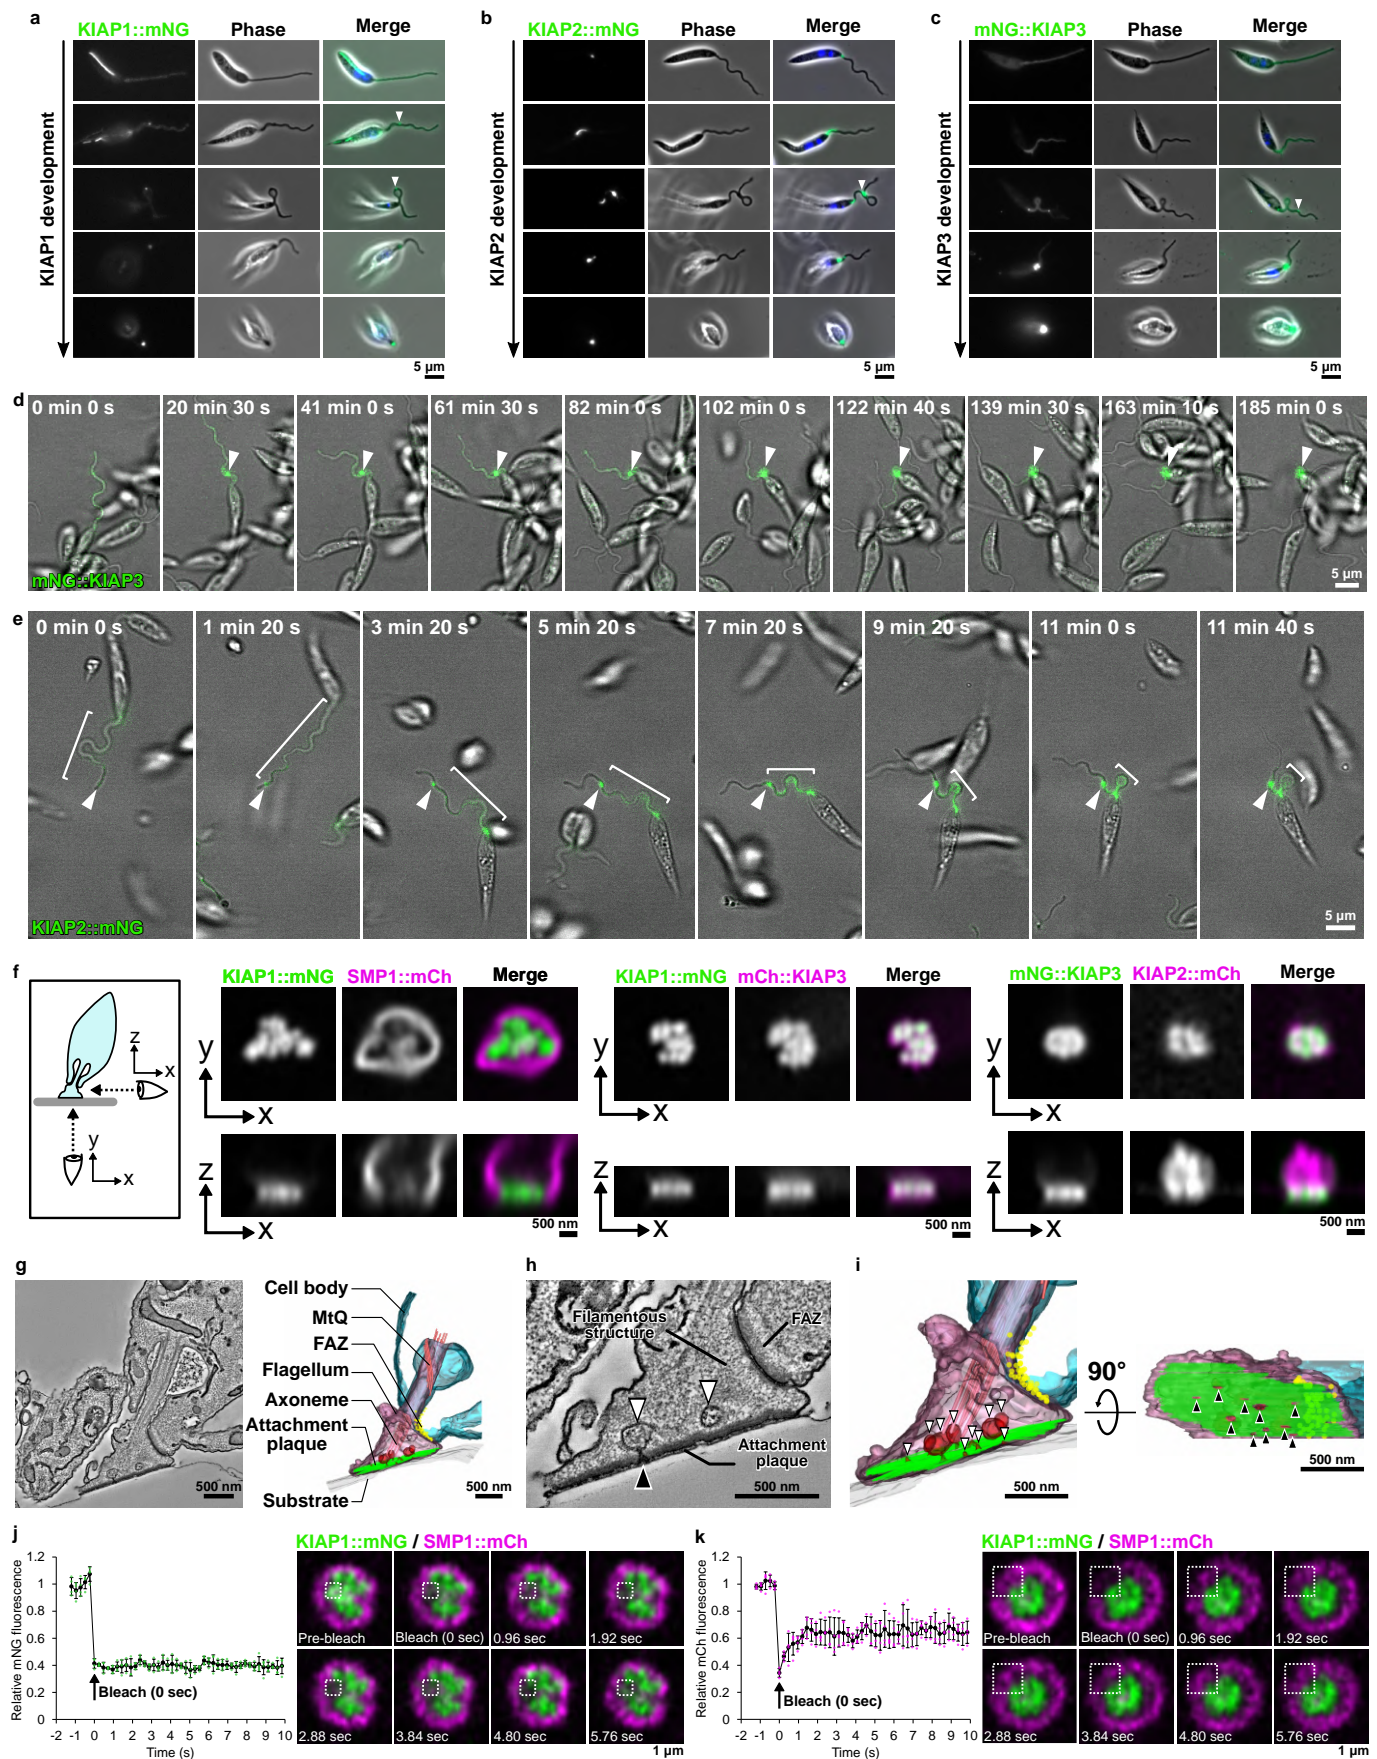 a
KIAP1::mNG Phase Merge
KIAP1 development
5 µm
b
KIAP2::mNG Phase Merge
KIAP2 development
5 µm
c
mNG::KIAP3 Phase Merge
KIAP3 development
5 µm
d
0 min 0 s 20 min 30 s 41 min 0 s 61 min 30 s 82 min 0 s 102 min 0 s 122 min 40 s 139 min 30 s 163 min 10 s 185 min 0 s
mNG::KIAP3
5 µm
e
0 min 0 s 1 min 20 s 3 min 20 s 5 min 20 s 7 min 20 s 9 min 20 s 11 min 0 s 11 min 40 s
KIAP2::mNG
5 µm
f
z
x
y
x
KIAP1::mNG SMP1::mCh Merge
y
x
z
x
500 nm
KIAP1::mNG mCh::KIAP3 Merge
y
x
z
x
500 nm
mNG::KIAP3 KIAP2::mCh Merge
y
x
z
x
500 nm
g
500 nm
Cell body
MtQ
FAZ
Flagellum
Axoneme
Attachment
plaque
Substrate
500 nm
h
Filamentous
structure
FAZ
Attachment
plaque
500 nm
i
500 nm
90°
500 nm
j
KIAP1::mNG / SMP1::mCh
Relative mNG fluorescence
1.2
1
0.8
0.6
0.4
0.2
0
Bleach (0 sec)
-2 -1 0 1 2 3 4 5 6 7 8 9 10
Time (s)
Pre-bleach Bleach (0 sec) 0.96 sec 1.92 sec
2.88 sec 3.84 sec 4.80 sec 5.76 sec
1 µm
k
KIAP1::mNG / SMP1::mCh
Relative mCh fluorescence
1.2
1
0.8
0.6
0.4
0.2
0
Bleach (0 sec)
-2 -1 0 1 2 3 4 5 6 7 8 9 10
Time (s)
Pre-bleach Bleach (0 sec) 0.96 sec 1.92 sec
2.88 sec 3.84 sec 4.80 sec 5.76 sec
1 µm